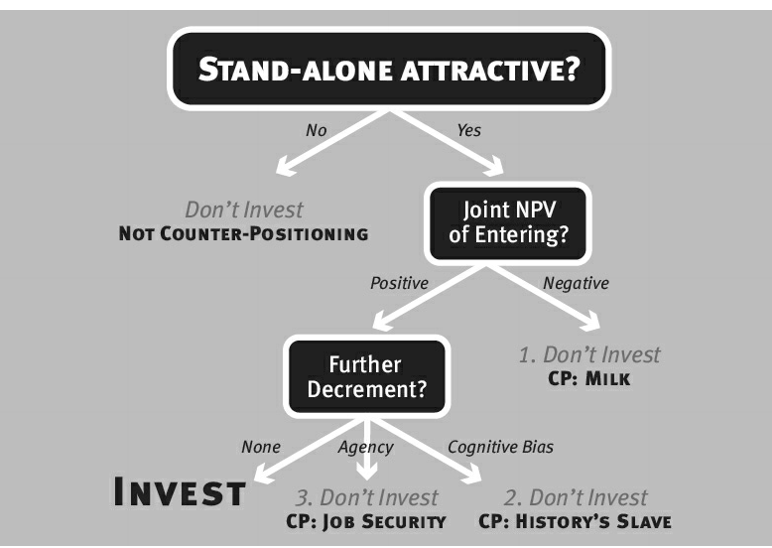 STAND-ALONE ATTRACTIVE?
No Yes
Don't Invest
NOT COUNTER-POSITIONING
Joint NPV
of Entering?
Positive Negative
1. Don't Invest
CP: MILK
Further
Decrement?
None Agency Cognitive Bias
INVEST
3. Don't Invest
CP: JOB SECURITY
2. Don't Invest
CP: HISTORY'S SLAVE